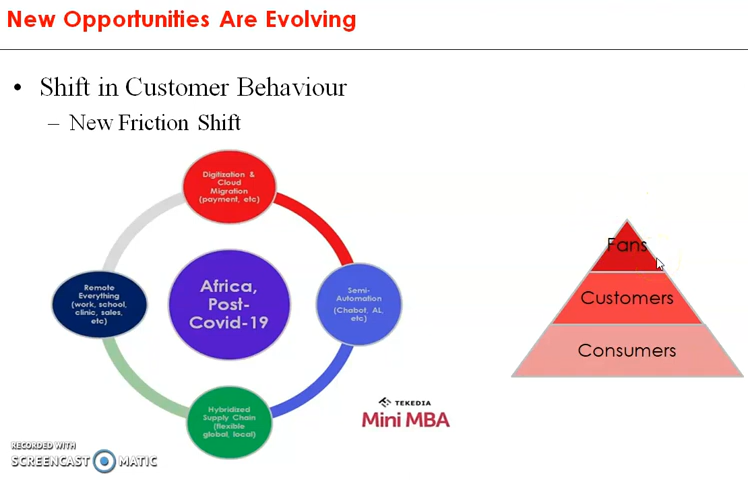 New Opportunities Are Evolving
• Shift in Customer Behaviour
– New Friction Shift
Digitization &
Cloud
Migration
(payment, etc)
Remote
Everything
(work, school,
clinic, sales,
etc)
Africa,
Post-
Covid-19
Semi-
Automation
(Chabot, AI,
etc)
Hybridized
Supply Chain
(flexible
global, local)
Fans
Customers
Consumers
TEKEDIA
Mini MBA
RECORDED WITH
SCREENCAST O MATIC